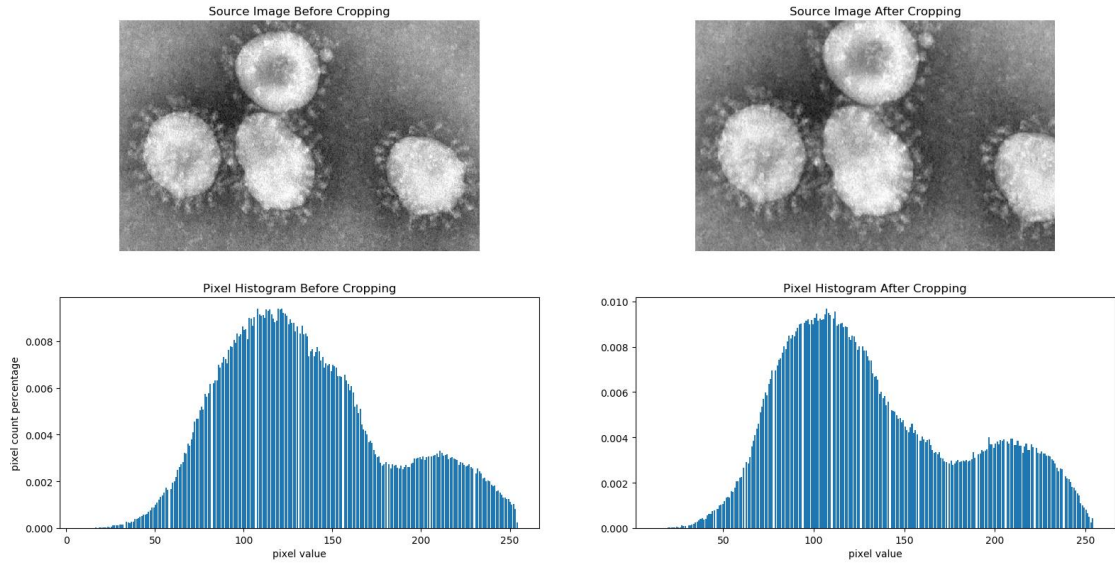 Source Image Before Cropping
Source Image After Cropping
Pixel Histogram Before Cropping
pixel count percentage
0.008
0.006
0.004
0.002
0.000
0 50 100 150 200 250
pixel value
Pixel Histogram After Cropping
0.010
0.008
0.006
0.004
0.002
0.000
50 100 150 200 250
pixel value